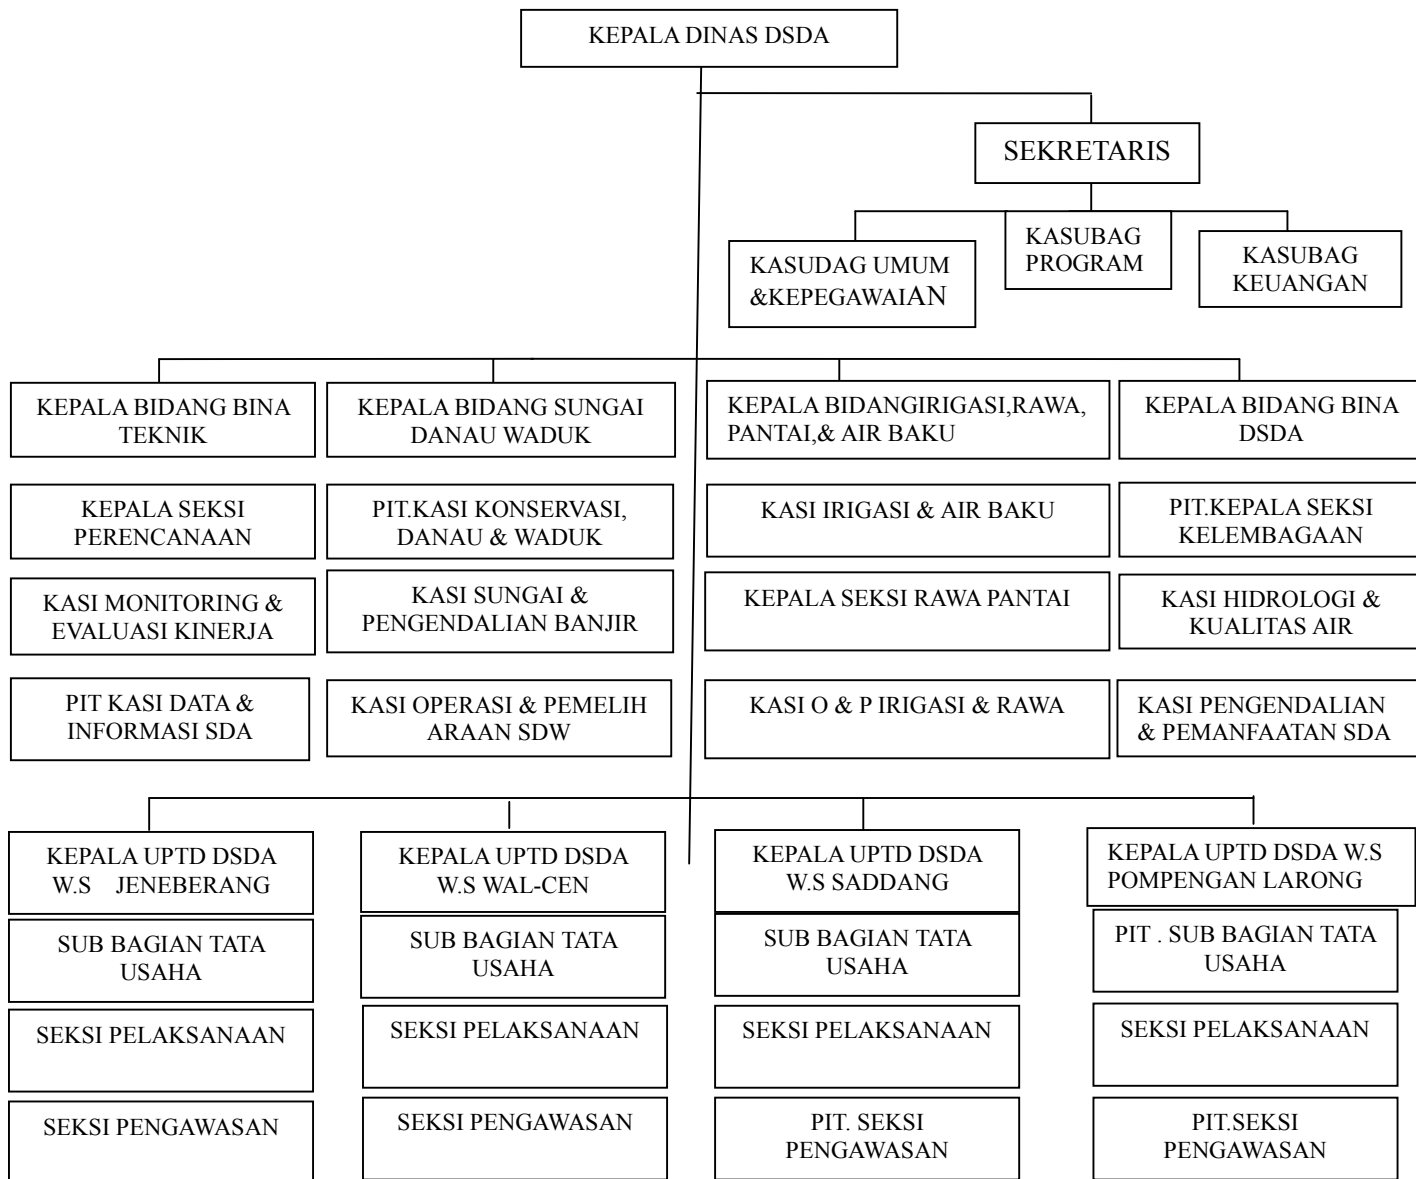 KEPALA DINAS DSDA
SEKRETARIS
KASUDAG UMUM
&KEPEGAWAIAN
KASUBAG
PROGRAM
KASUBAG
KEUANGAN
KEPALA BIDANG BINA
TEKNIK
KEPALA BIDANG SUNGAI
DANAU WADUK
KEPALA BIDANGIRIGASI,RAWA,
PANTAI,& AIR BAKU
KEPALA BIDANG BINA
DSDA
KEPALA SEKSI
PERENCANAAN
PIT.KASI KONSERVASI,
DANAU & WADUK
KASI IRIGASI & AIR BAKU
PIT.KEPALA SEKSI
KELEMBAGAAN
KASI MONITORING &
EVALUASI KINERJA
KASI SUNGAI &
PENGENDALIAN BANJIR
KEPALA SEKSI RAWA PANTAI
KASI HIDROLOGI &
KUALITAS AIR
PIT KASI DATA &
INFORMASI SDA
KASI OPERASI & PEMELIH
ARAAN SDW
KASI O & P IRIGASI & RAWA
KASI PENGENDALIAN
& PEMANFAATAN SDA
KEPALA UPTD DSDA
W.S JENEBERANG
KEPALA UPTD DSDA
W.S WAL-CEN
KEPALA UPTD DSDA
W.S SADDANG
KEPALA UPTD DSDA W.S
POMPENGAN LARONG
SUB BAGIAN TATA
USAHA
SUB BAGIAN TATA
USAHA
SUB BAGIAN TATA
USAHA
PIT . SUB BAGIAN TATA
USAHA
SEKSI PELAKSANAAN
SEKSI PELAKSANAAN
SEKSI PELAKSANAAN
SEKSI PELAKSANAAN
SEKSI PENGAWASAN
SEKSI PENGAWASAN
PIT. SEKSI
PENGAWASAN
PIT.SEKSI
PENGAWASAN